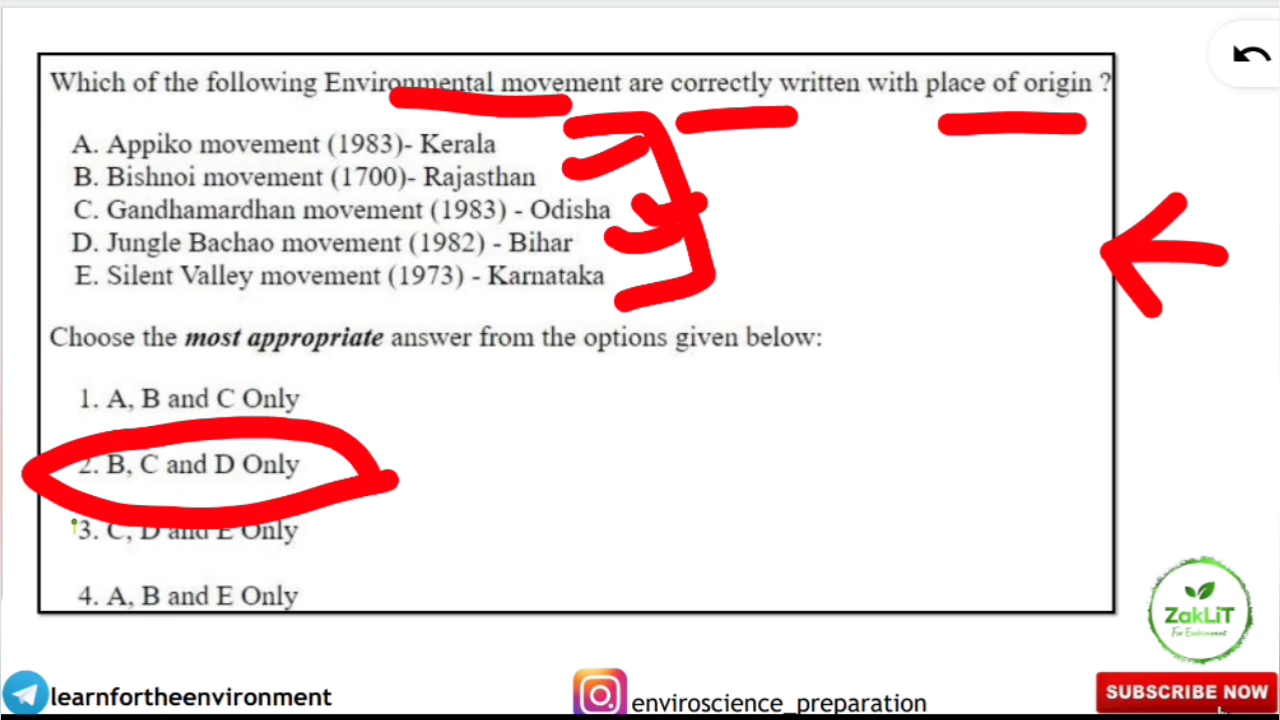 Which of the following Environmental movement are correctly written with place of origin ?
A. Appiko movement (1983)- Kerala
B. Bishnoi movement (1700)- Rajasthan
C. Gandhamardhan movement (1983) - Odisha
D. Jungle Bachao movement (1982) - Bihar
E. Silent Valley movement (1973) - Karnataka
Choose the most appropriate answer from the options given below:
1. A, B and C Only
2. B, C and D Only
3. C, D and E Only
4. A, B and E Only
ZakLiT
For Environment
learnfortheenvironment
enviroscience_preparation
SUBSCRIBE NOW